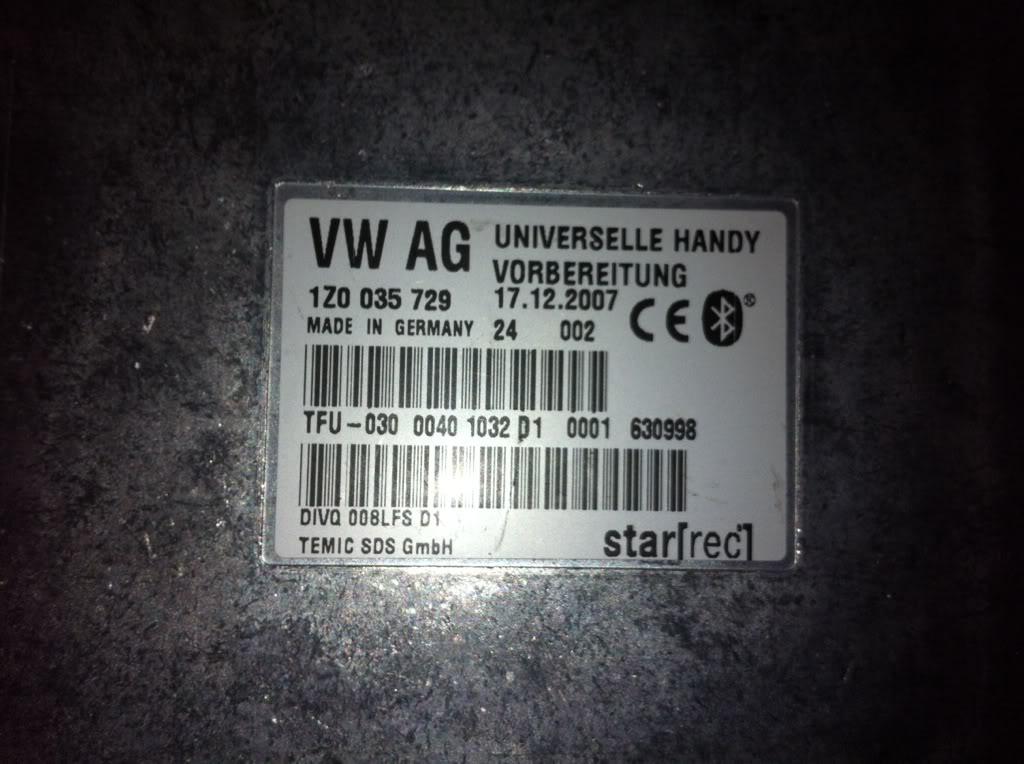 VW AG UNIVERSELLE HANDY
VORBEREITUNG
1Z0 035 729 17.12.2007 CE ®
MADE IN GERMANY 24 002
TFU-030 0040 1032 D1 0001 630998
DIVQ 008LFS D1
TEMIC SDS GmbH star[rec]